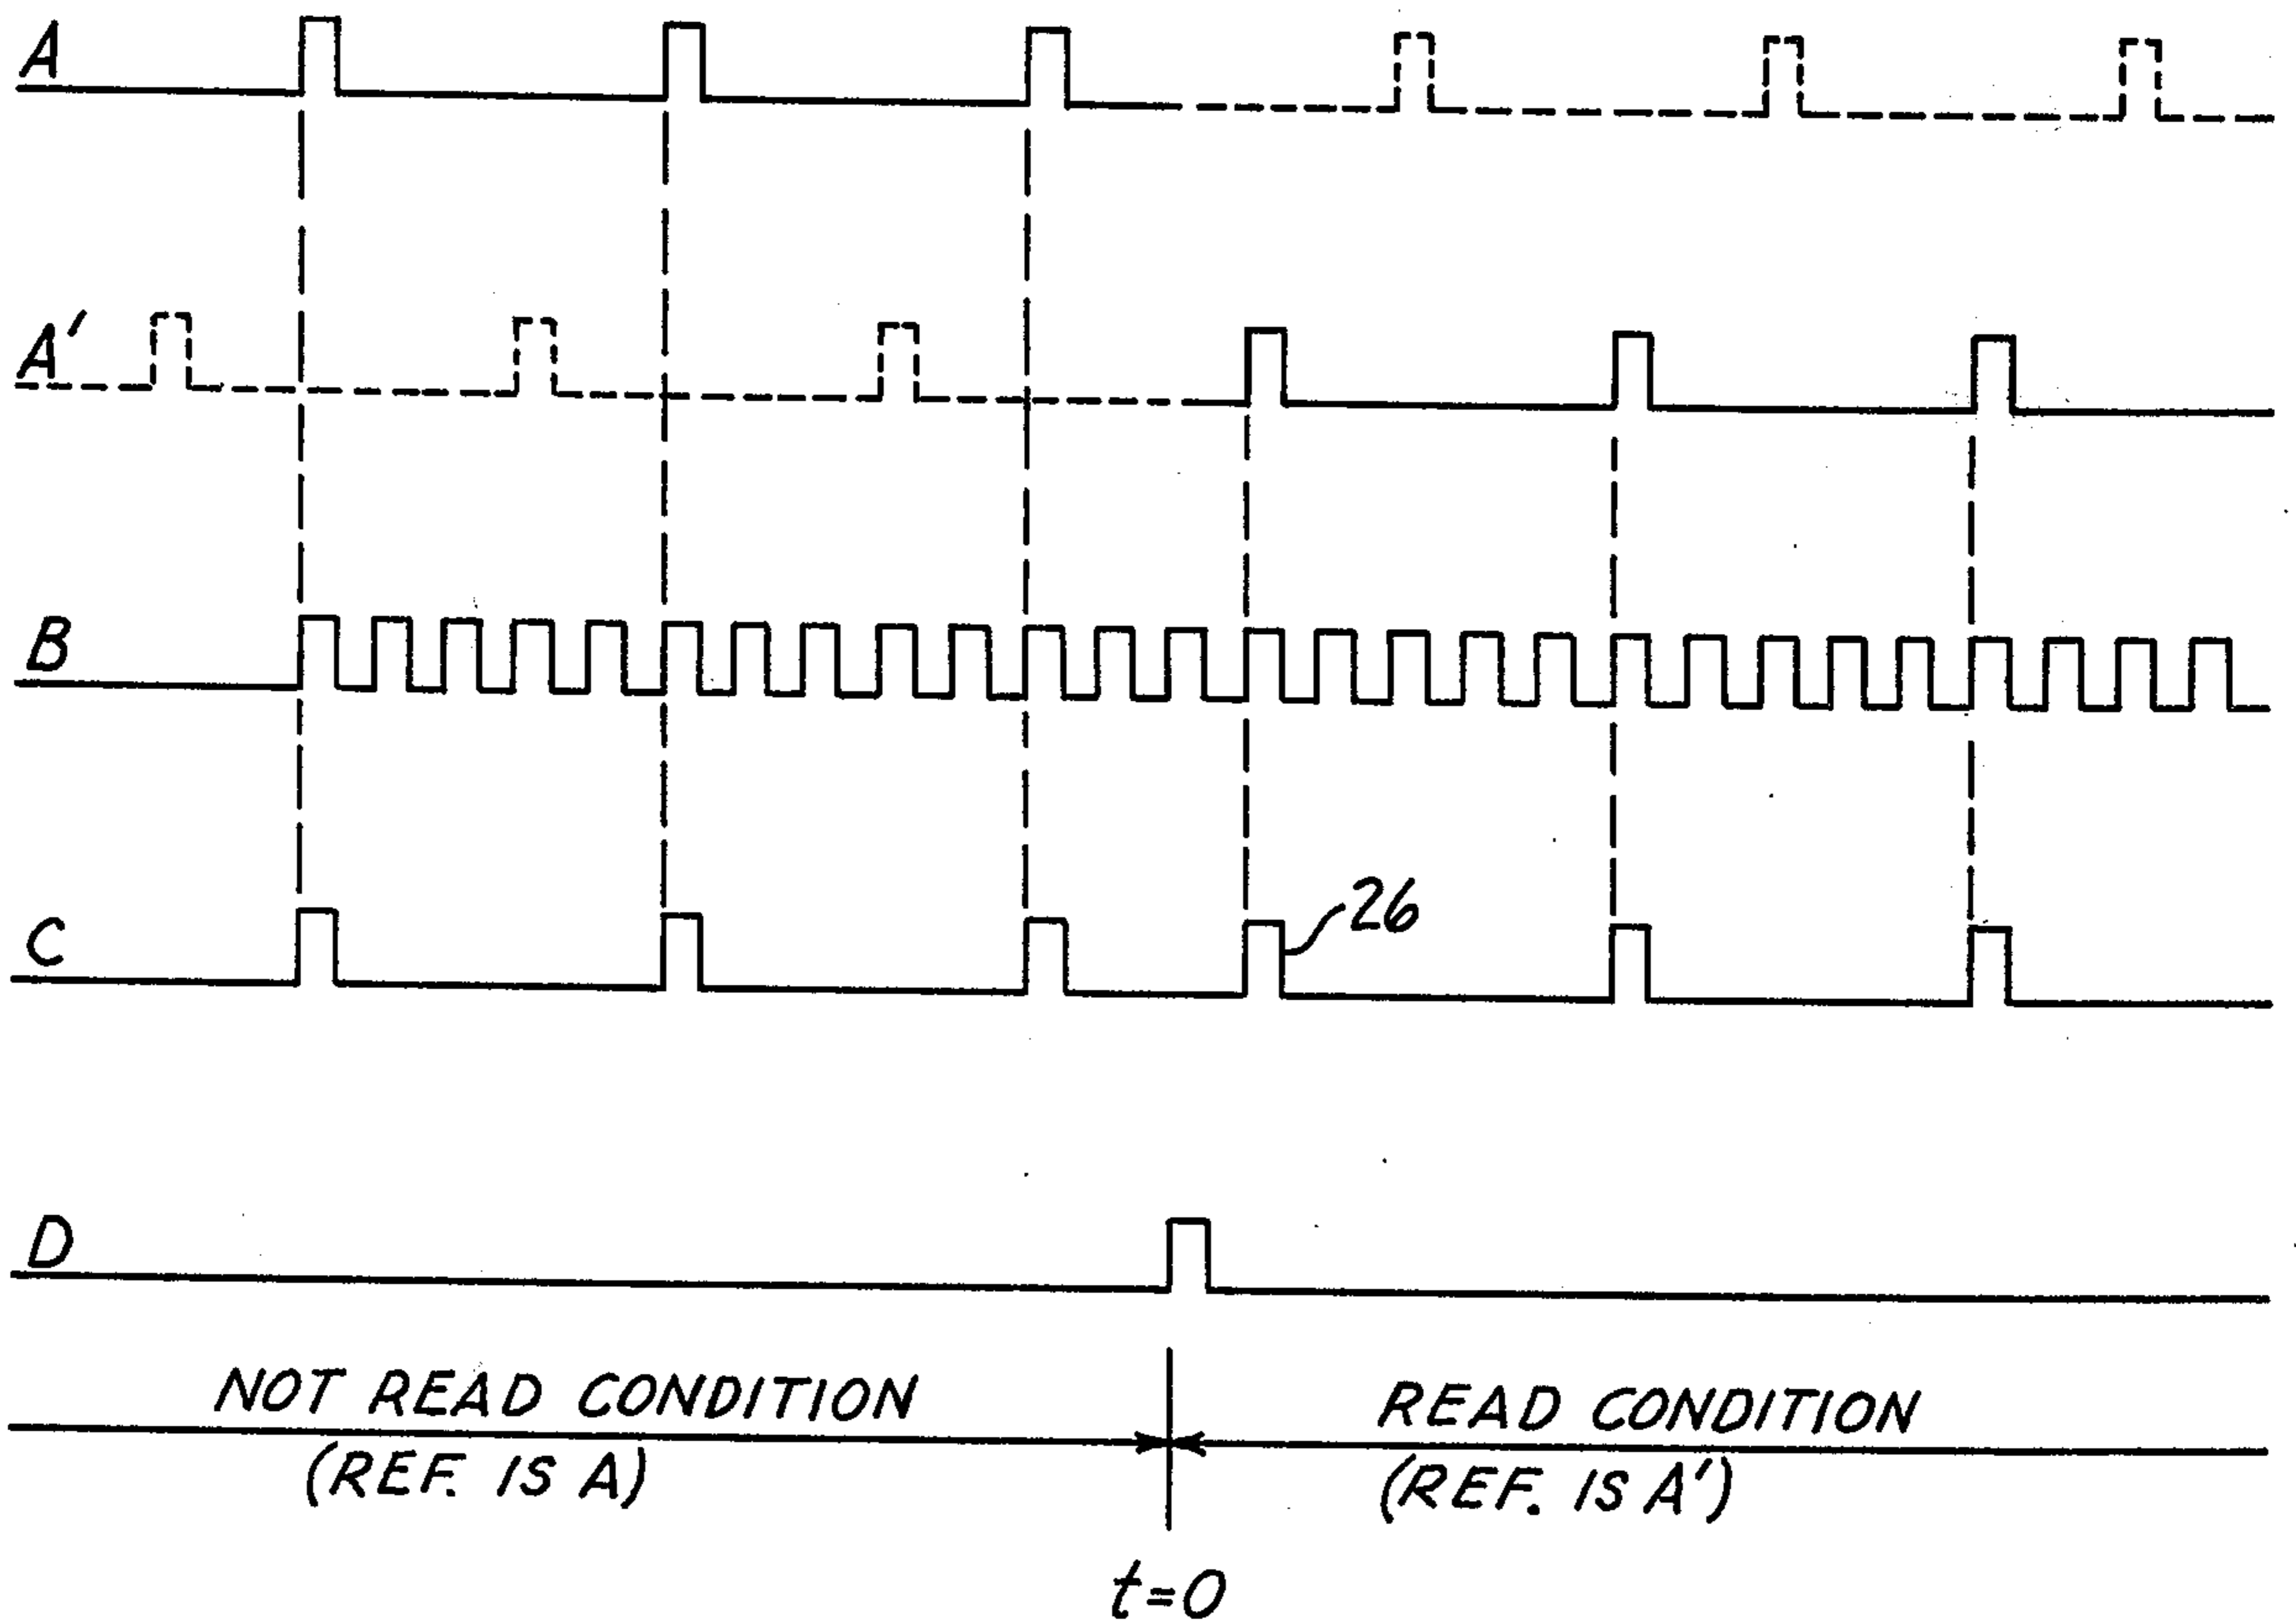 A
A'
B
C
26
D
NOT READ CONDITION
(REF. IS A)
READ CONDITION
(REF. IS A')
t=0